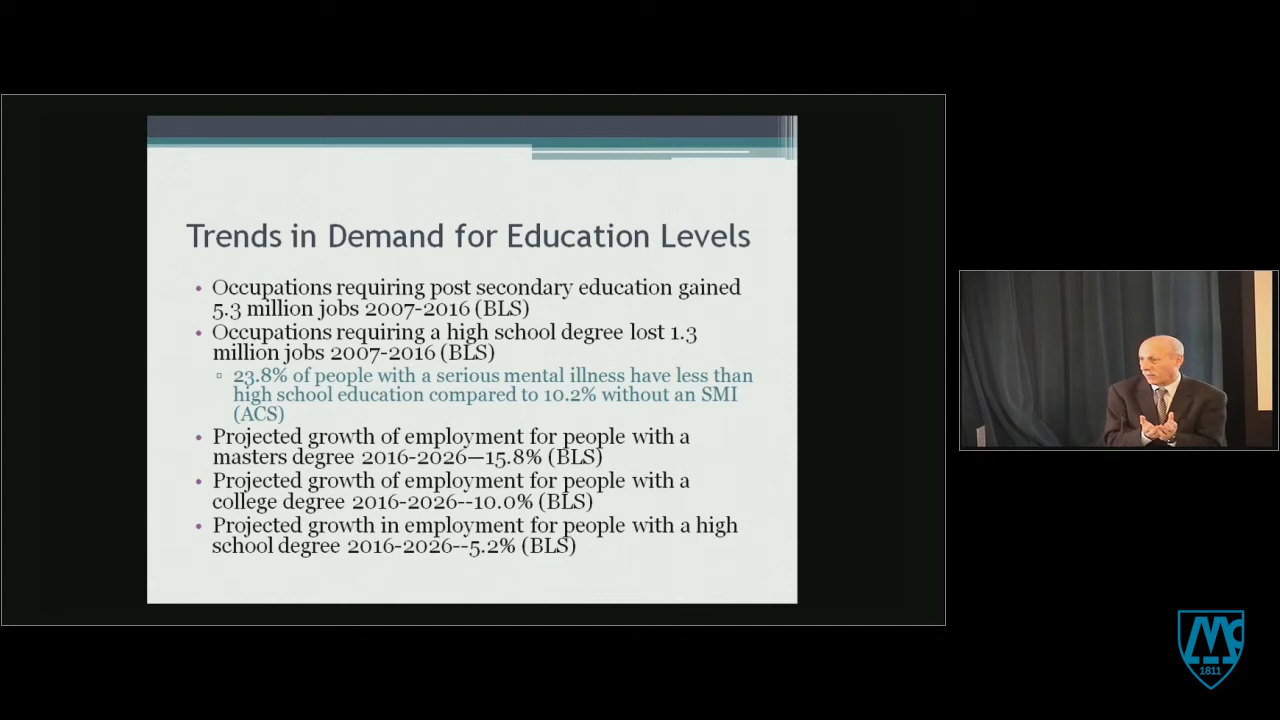 Trends in Demand for Education Levels
• Occupations requiring post secondary education gained
5.3 million jobs 2007-2016 (BLS)
• Occupations requiring a high school degree lost 1.3
million jobs 2007-2016 (BLS)
▫ 23.8% of people with a serious mental illness have less than
high school education compared to 10.2% without an SMI
(ACS)
• Projected growth of employment for people with a
masters degree 2016-2026—15.8% (BLS)
• Projected growth of employment for people with a
college degree 2016-2026--10.0% (BLS)
• Projected growth in employment for people with a high
school degree 2016-2026--5.2% (BLS)
Mc
1811